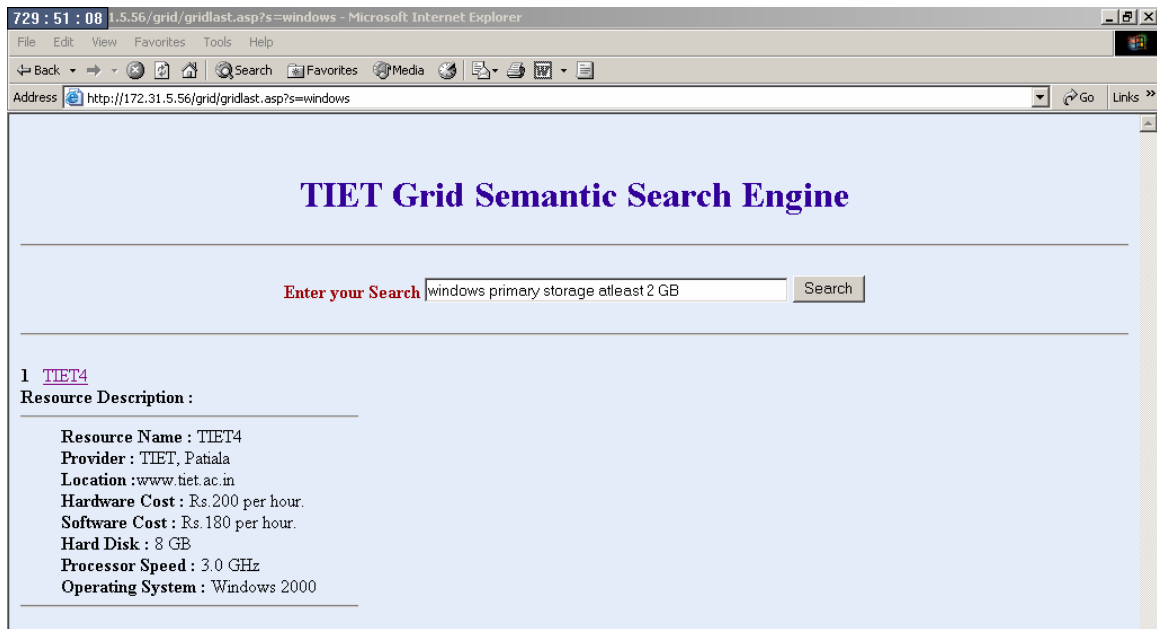 729 : 51 : 08 1.5.56/grid/gridlast.asp?s=windows - Microsoft Internet Explorer
File Edit View Favorites Tools Help
Back Search Favorites Media
Address http://172.31.5.56/grid/gridlast.asp?s=windows Go Links »
TIET Grid Semantic Search Engine
Enter your Search windows primary storage atleast 2 GB Search
1 TIET4
Resource Description :
Resource Name : TIET4
Provider : TIET, Patiala
Location :www.tiet.ac.in
Hardware Cost : Rs.200 per hour.
Software Cost : Rs.180 per hour.
Hard Disk : 8 GB
Processor Speed : 3.0 GHz
Operating System : Windows 2000